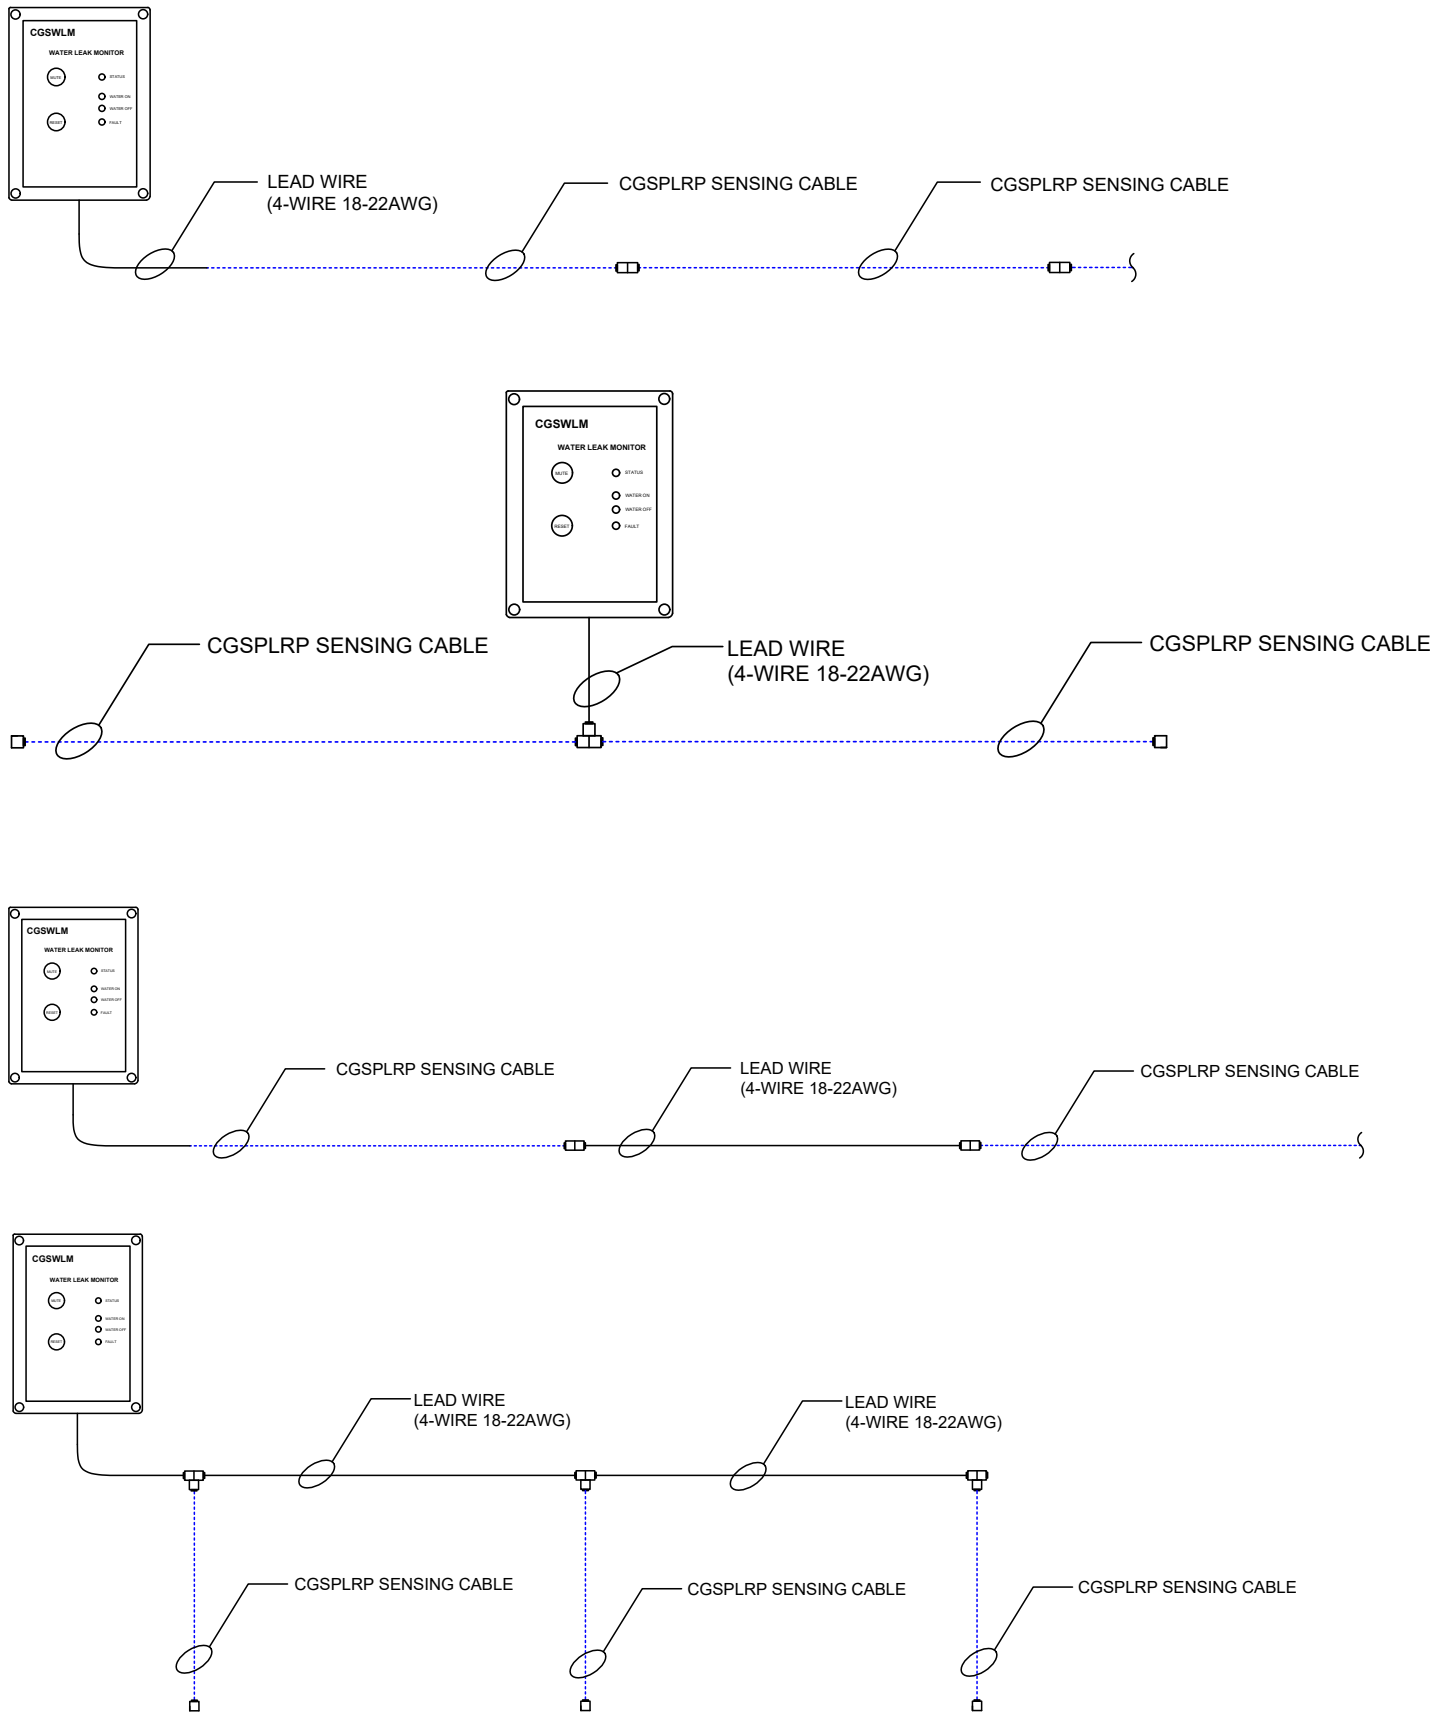 CGSWLM
WATER LEAK MONITOR
MUTE
STATUS
WATER ON
WATER OFF
RESET
FAULT
LEAD WIRE
(4-WIRE 18-22AWG)
CGSPLRP SENSING CABLE
CGSPLRP SENSING CABLE
CGSWLM
WATER LEAK MONITOR
MUTE
STATUS
WATER ON
WATER OFF
RESET
FAULT
CGSPLRP SENSING CABLE
LEAD WIRE
(4-WIRE 18-22AWG)
CGSPLRP SENSING CABLE
CGSWLM
WATER LEAK MONITOR
MUTE
STATUS
WATER ON
WATER OFF
RESET
FAULT
CGSPLRP SENSING CABLE
LEAD WIRE
(4-WIRE 18-22AWG)
CGSPLRP SENSING CABLE
CGSWLM
WATER LEAK MONITOR
MUTE
STATUS
WATER ON
WATER OFF
RESET
FAULT
LEAD WIRE
(4-WIRE 18-22AWG)
LEAD WIRE
(4-WIRE 18-22AWG)
CGSPLRP SENSING CABLE
CGSPLRP SENSING CABLE
CGSPLRP SENSING CABLE